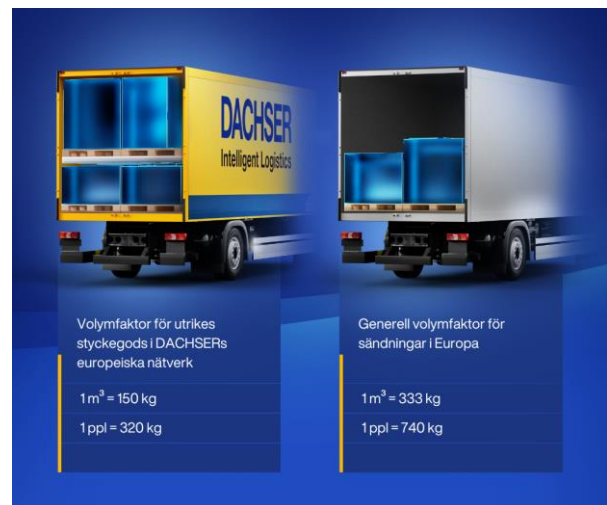 DACHSER
Intelligent Logistics
Volymfaktor för utrikes
styckegods i DACHSERs
europeiska nätverk
1 m³ = 150 kg
1 ppl = 320 kg
Generell volymfaktor för
sändningar i Europa
1 m³ = 333 kg
1 ppl = 740 kg